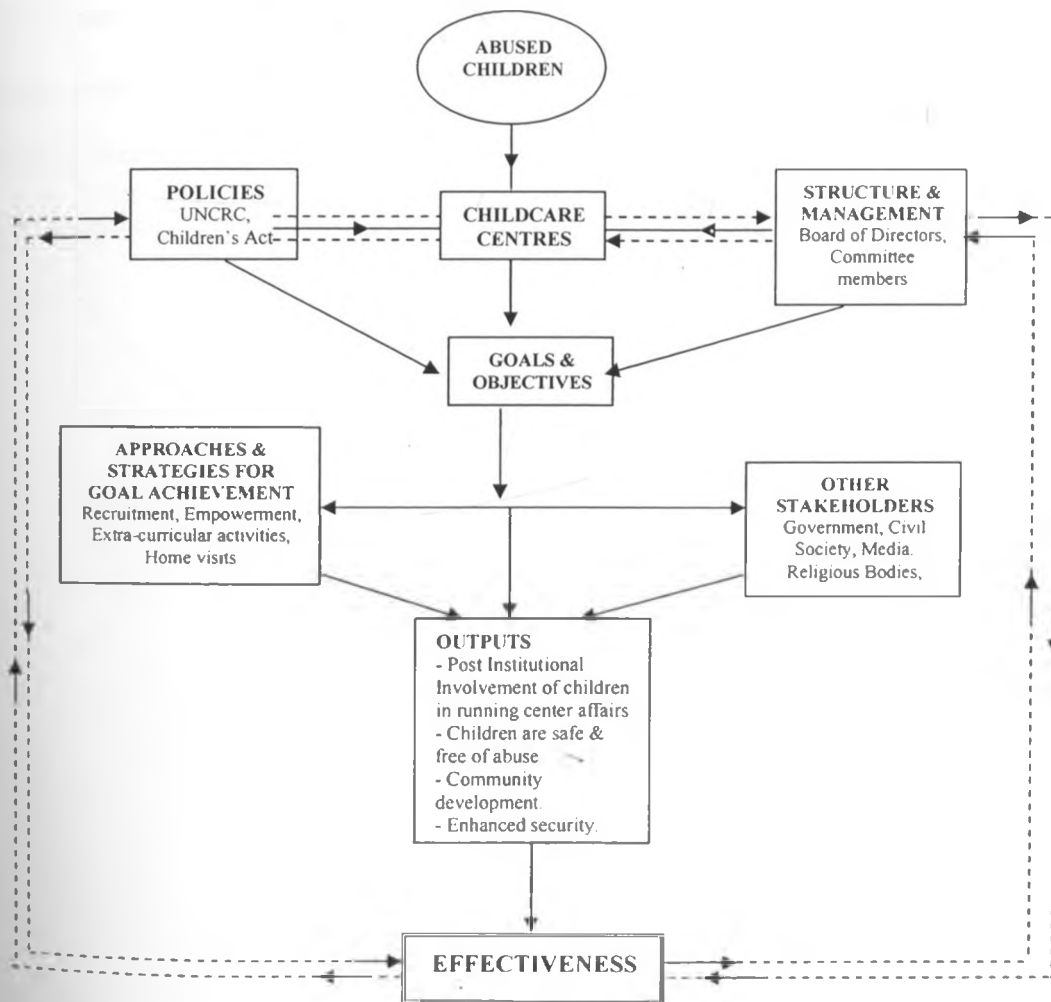 ABUSED
CHILDREN
POLICIES
UNCRC,
Children's Act
CHILDCARE
CENTRES
STRUCTURE &
MANAGEMENT
Board of Directors,
Committee
members
GOALS &
OBJECTIVES
APPROACHES &
STRATEGIES FOR
GOAL ACHIEVEMENT
Recruitment, Empowerment,
Extra-curricular activities,
Home visits
OTHER
STAKEHOLDERS
Government, Civil
Society, Media.
Religious Bodies,
OUTPUTS
- Post Institutional
Involvement of children
in running center affairs
- Children are safe &
free of abuse
- Community
development.
- Enhanced security.
EFFECTIVENESS